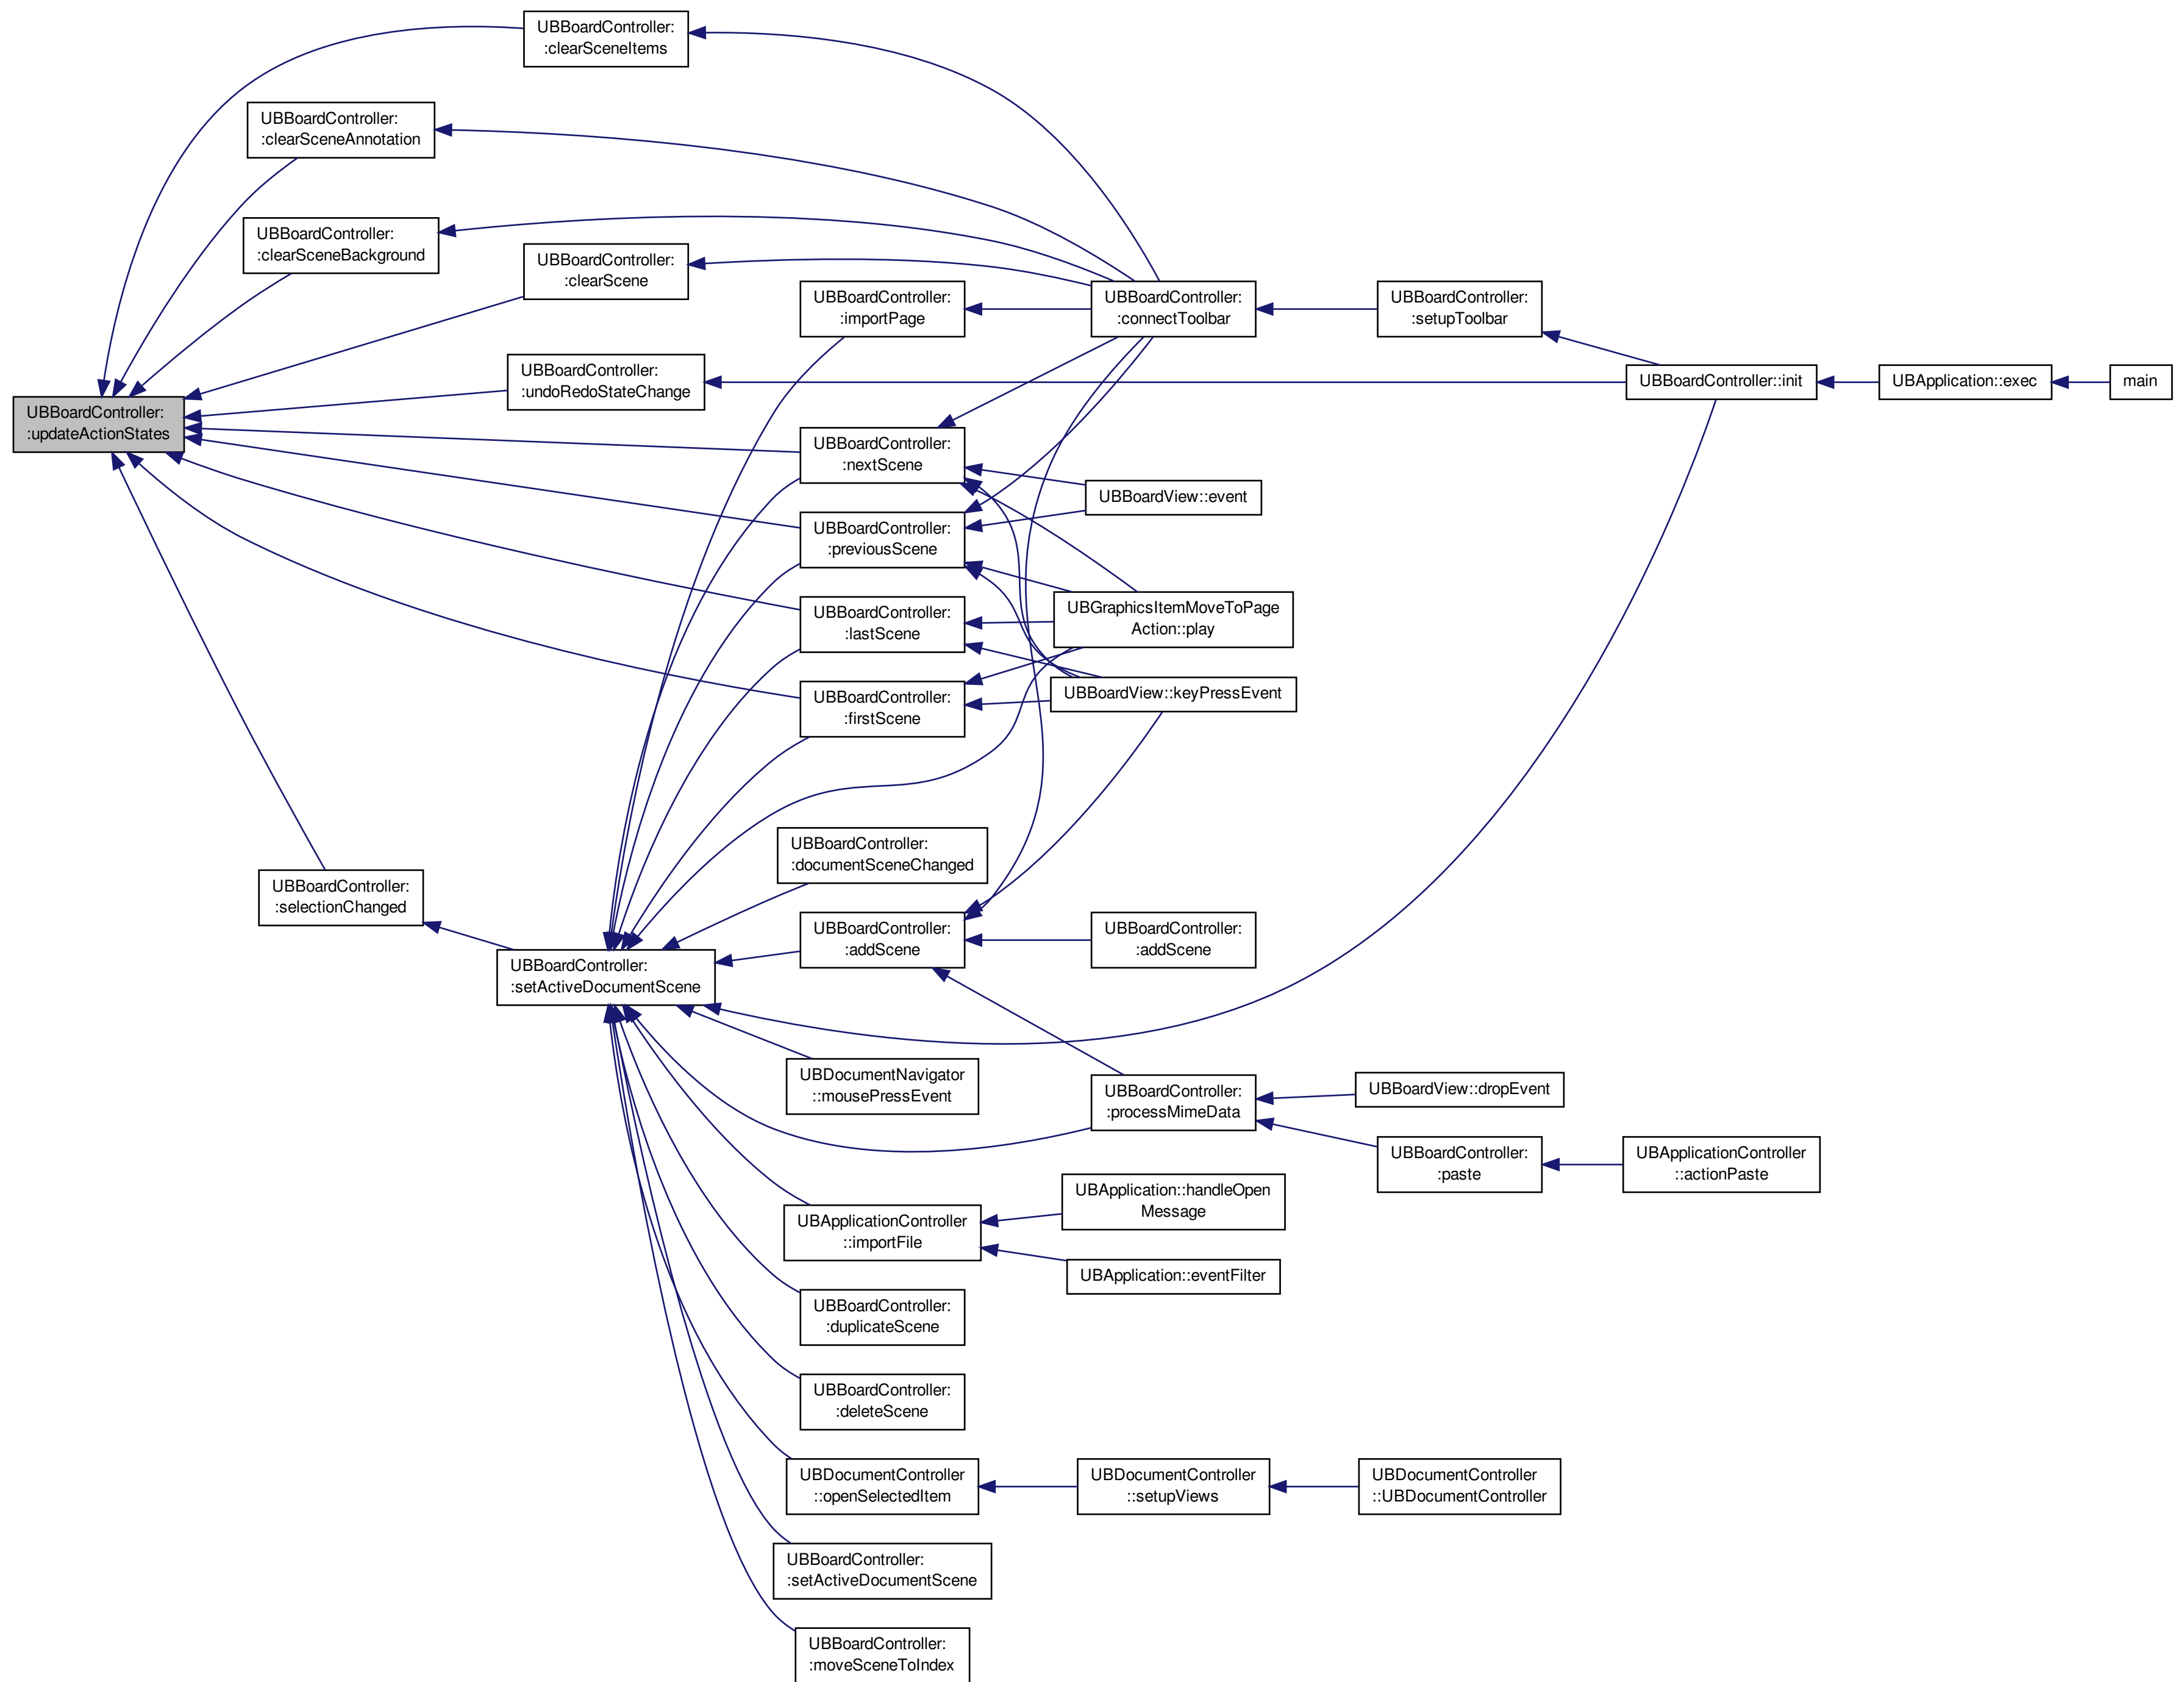 UBBoardController:
:clearSceneItems
UBBoardController:
:clearSceneAnnotation
UBBoardController:
:clearSceneBackground
UBBoardController:
:clearScene
UBBoardController:
:importPage
UBBoardController:
:connectToolbar
UBBoardController:
:setupToolbar
UBBoardController:
:undoRedoStateChange
UBBoardController::init
UBApplication::exec
main
UBBoardController:
:updateActionStates
UBBoardController:
:nextScene
UBBoardView::event
UBBoardController:
:previousScene
UBGraphicsItemMoveToPage
Action::play
UBBoardController:
:lastScene
UBBoardView::keyPressEvent
UBBoardController:
:firstScene
UBBoardController:
:documentSceneChanged
UBBoardController:
:selectionChanged
UBBoardController:
:addScene
UBBoardController:
:addScene
UBBoardController:
:setActiveDocumentScene
UBDocumentNavigator
::mousePressEvent
UBBoardController:
:processMimeData
UBBoardView::dropEvent
UBBoardController:
:paste
UBApplicationController
::actionPaste
UBApplication::handleOpen
Message
UBApplicationController
::importFile
UBApplication::eventFilter
UBBoardController:
:duplicateScene
UBBoardController:
:deleteScene
UBDocumentController
::openSelectedItem
UBDocumentController
::setupViews
UBDocumentController
::UBDocumentController
UBBoardController:
:setActiveDocumentScene
UBBoardController:
:moveSceneToIndex